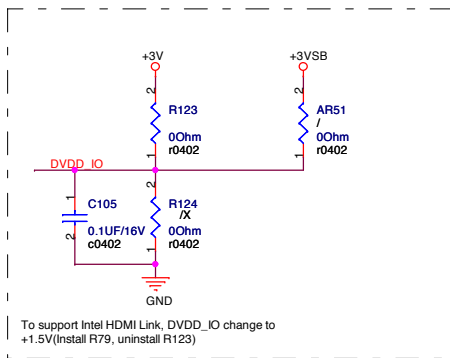 +3V
+3VSB
2
R123
0Ohm
r0402
1
2
AR51
/
0Ohm
r0402
1
DVDD_IO
1
C105
0.1UF/16V
c0402
2
2
R124
/X
0Ohm
r0402
1
GND
To support Intel HDMI Link, DVDD_IO change to
+1.5V(Install R79, uninstall R123)